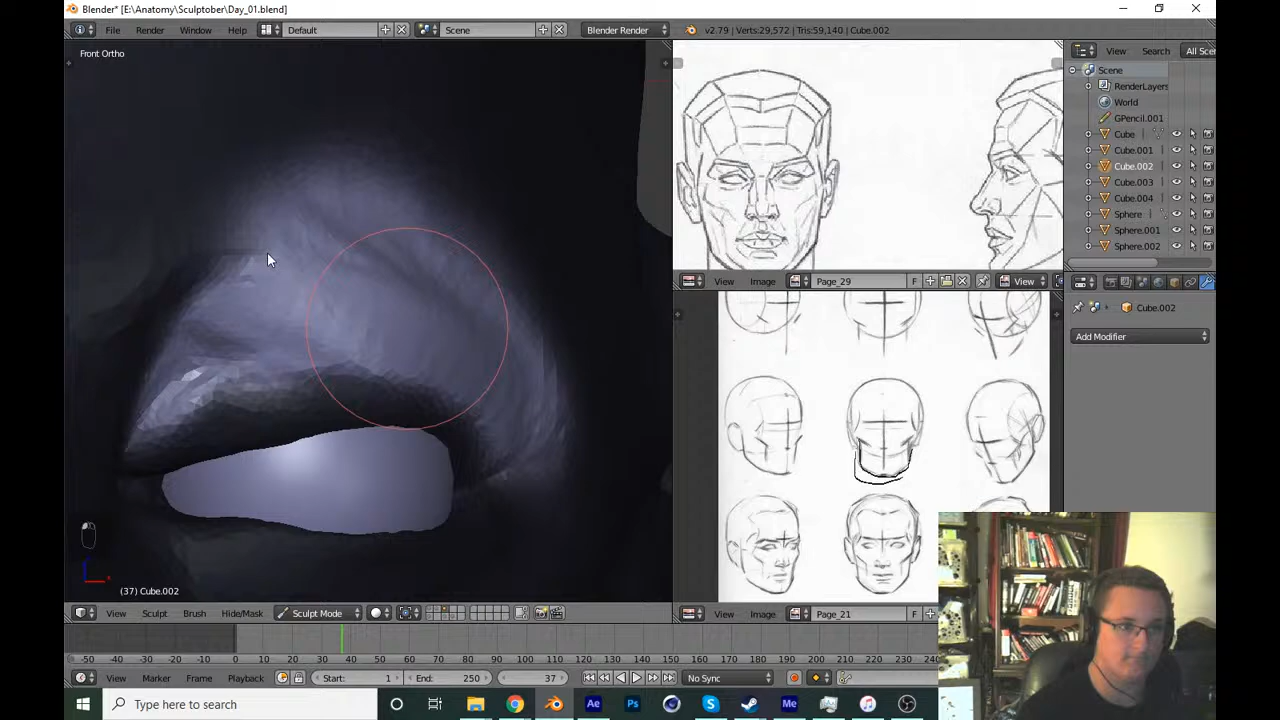 Blender* [E:\Anatomy\Sculptober\Day_01.blend]
File Render Window Help Default Scene Blender Render v2.79 | Verts:29,572 | Tris:59,140 | Cube.002
View Search All Sce
Front Ortho
Scene
RenderLayers
World
GPencil.001
Cube
Cube.001
Cube.002
Cube.003
Cube.004
Sphere
Sphere.001
Sphere.002
View Image Page_29 F View
Cube.002
Add Modifier
(37) Cube.002
View Sculpt Brush Hide/Mask Sculpt Mode
View Image Page_21 F
-50 -40 -30 -20 -10 0 10 20 30 40 50 60 70 80 90 100 110 120 130 140 150 160 170 180 190 200 210 220 230 240
View Marker Frame Playback Start: 1 End: 250 37 No Sync
Type here to search
Ae Ps S Me